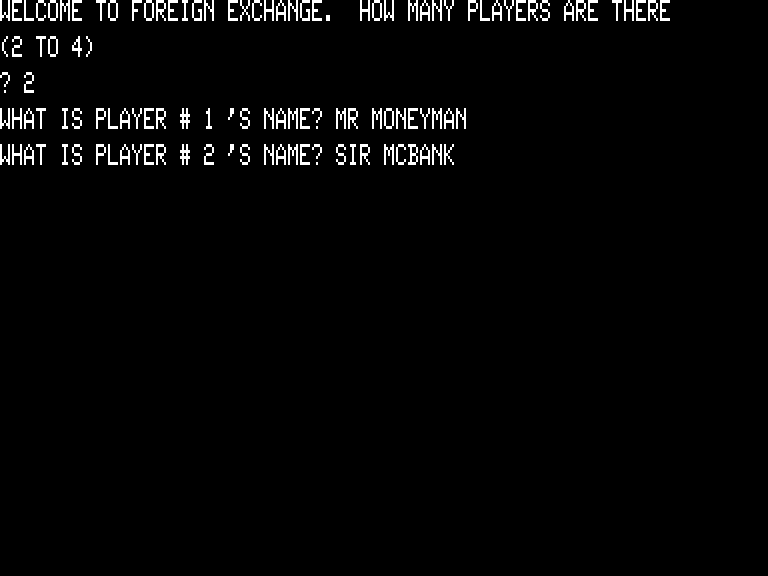 WELCOME TO FOREIGN EXCHANGE.  HOW MANY PLAYERS ARE THERE
(2 TO 4)
? 2
WHAT IS PLAYER # 1 'S NAME? MR MONEYMAN
WHAT IS PLAYER # 2 'S NAME? SIR MCBANK